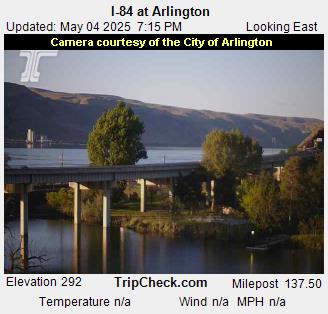 I-84 at Arlington
Updated: May 04 2025 7:15 PM Looking East
Camera courtesy of the City of Arlington
Elevation 292 TripCheck.com Milepost 137.50
Temperature n/a Wind n/a MPH n/a